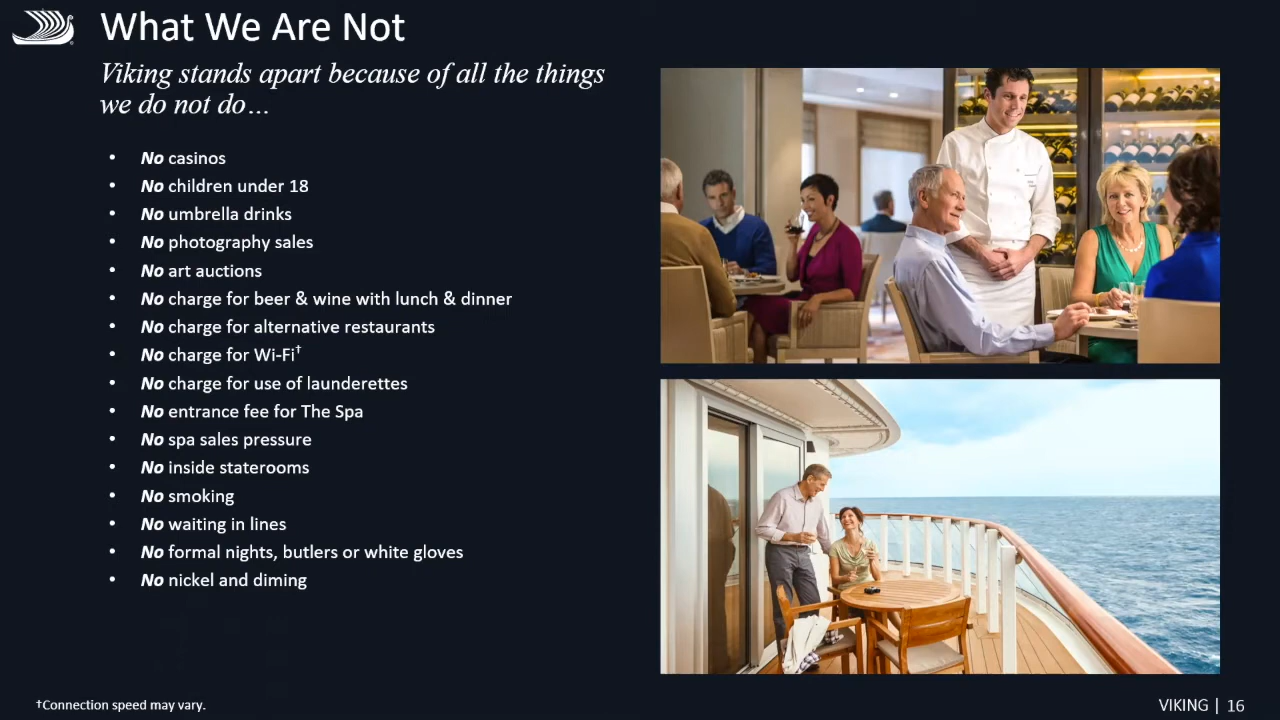 What We Are Not
Viking stands apart because of all the things
we do not do…
• No casinos
• No children under 18
• No umbrella drinks
• No photography sales
• No art auctions
• No charge for beer & wine with lunch & dinner
• No charge for alternative restaurants
• No charge for Wi-Fi†
• No charge for use of launderettes
• No entrance fee for The Spa
• No spa sales pressure
• No inside staterooms
• No smoking
• No waiting in lines
• No formal nights, butlers or white gloves
• No nickel and diming
†Connection speed may vary.
VIKING | 16